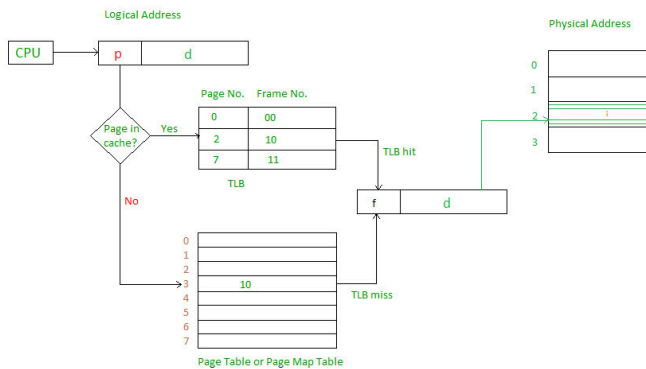 Logical Address
Physical Address
CPU
p
d
0
1
2
i
3
Page No.
Frame No.
Page in
cache?
Yes
0
00
2
10
7
11
TLB
TLB hit
f
d
No
0
1
2
3
10
4
5
6
7
TLB miss
Page Table or Page Map Table